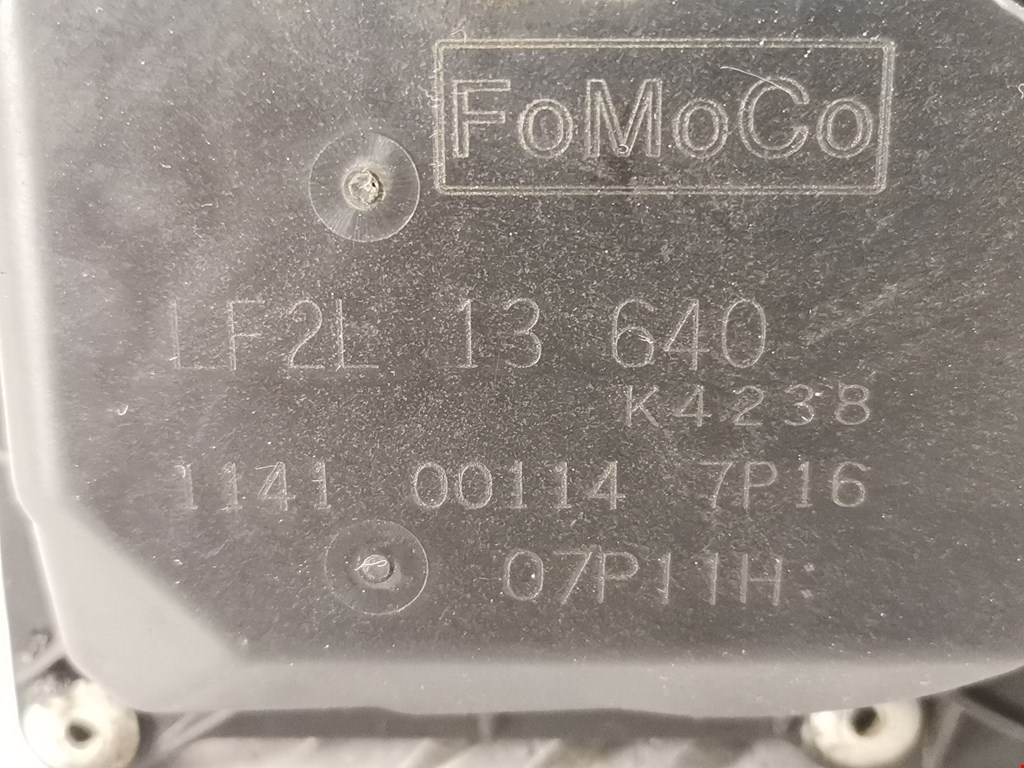 FoMoCo
LF2L 13 640
K4238
1141 00114 7P16
07P11H